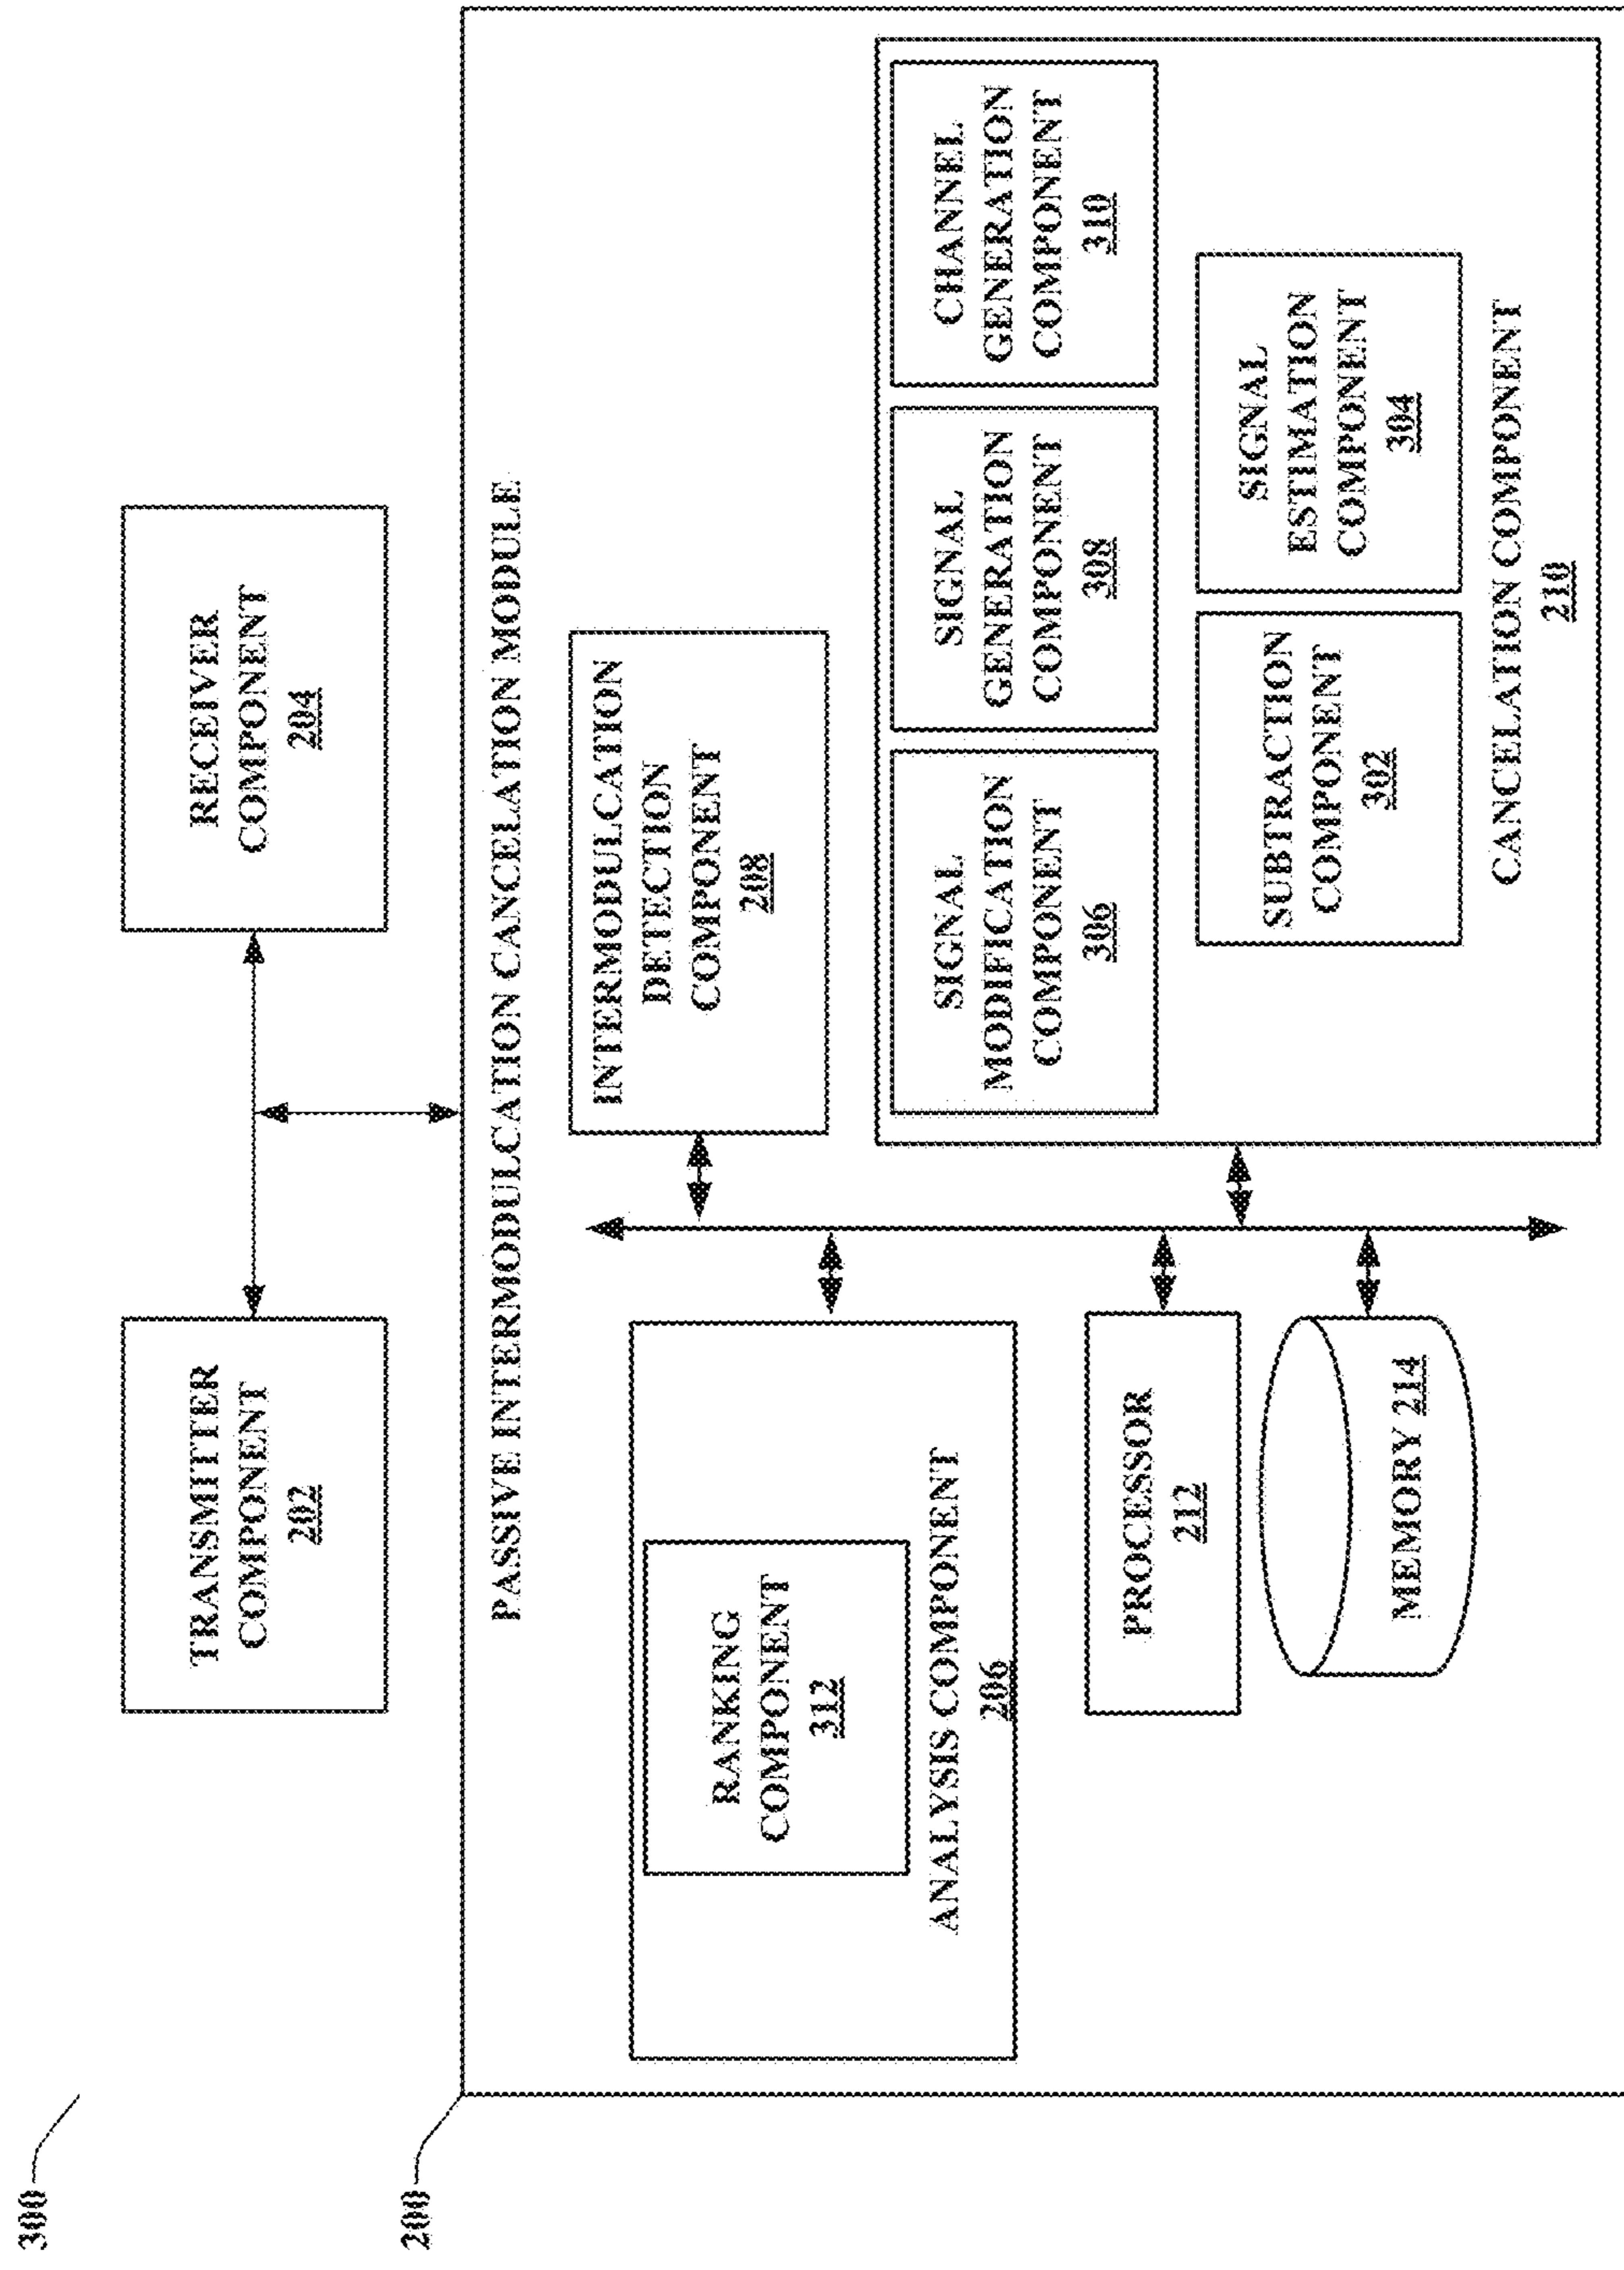 300
TRANSMITTER
COMPONENT
202
RECEIVER
COMPONENT
204
200
PASSIVE INTERMODULCATION CANCELATION MODULE
INTERMODULCATION
DETECTION
COMPONENT
208
RANKING
COMPONENT
312
ANALYSIS COMPONENT
206
PROCESSOR
212
MEMORY 214
SIGNAL
MODIFICATION
COMPONENT
306
SIGNAL
GENERATION
COMPONENT
308
CHANNEL
GENERATION
COMPONENT
310
SUBTRACTION
COMPONENT
302
SIGNAL
ESTIMATION
COMPONENT
304
CANCELATION COMPONENT
210